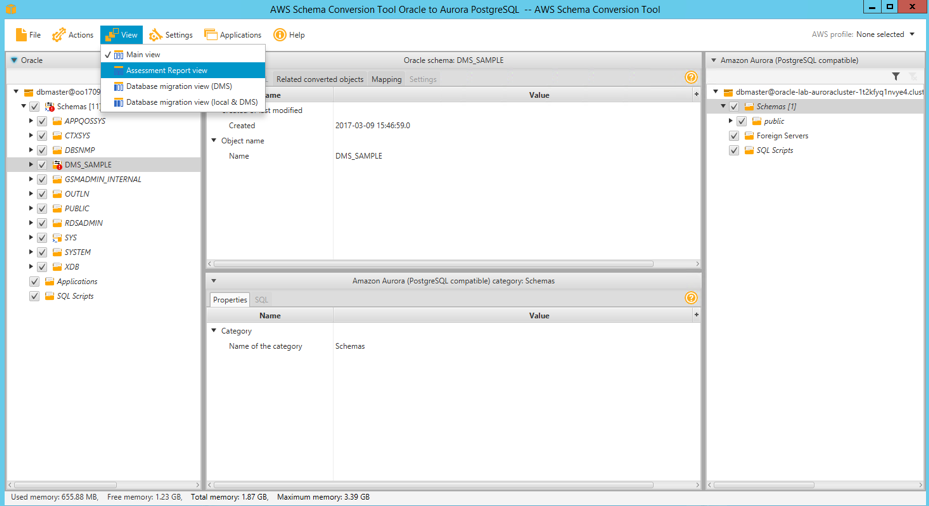 AWS Schema Conversion Tool Oracle to Aurora PostgreSQL -- AWS Schema Conversion Tool
File Actions View Settings Applications Help AWS profile: None selected
Main view
Assessment Report view
Database migration view (DMS)
Database migration view (local & DMS)
Oracle
dbmaster@oo1709
Schemas [11]
APPQOSSYS
CTXSYS
DBSNMP
DMS_SAMPLE
GSMADMIN_INTERNAL
OUTLN
PUBLIC
RDSADMIN
SYS
SYSTEM
XDB
Applications
SQL Scripts
Oracle schema: DMS_SAMPLE
Related converted objects Mapping Settings
Value
last modified
Created 2017-03-09 15:46:59.0
Object name
Name DMS_SAMPLE
Amazon Aurora (PostgreSQL compatible) category: Schemas
Properties SQL
Name Value
Category
Name of the category Schemas
Amazon Aurora (PostgreSQL compatible)
dbmaster@oracle-lab-auroracluster-1t2kfyq1nvye4.clust
Schemas [1]
public
Foreign Servers
SQL Scripts
Used memory: 655.88 MB, Free memory: 1.23 GB, Total memory: 1.87 GB, Maximum memory: 3.39 GB